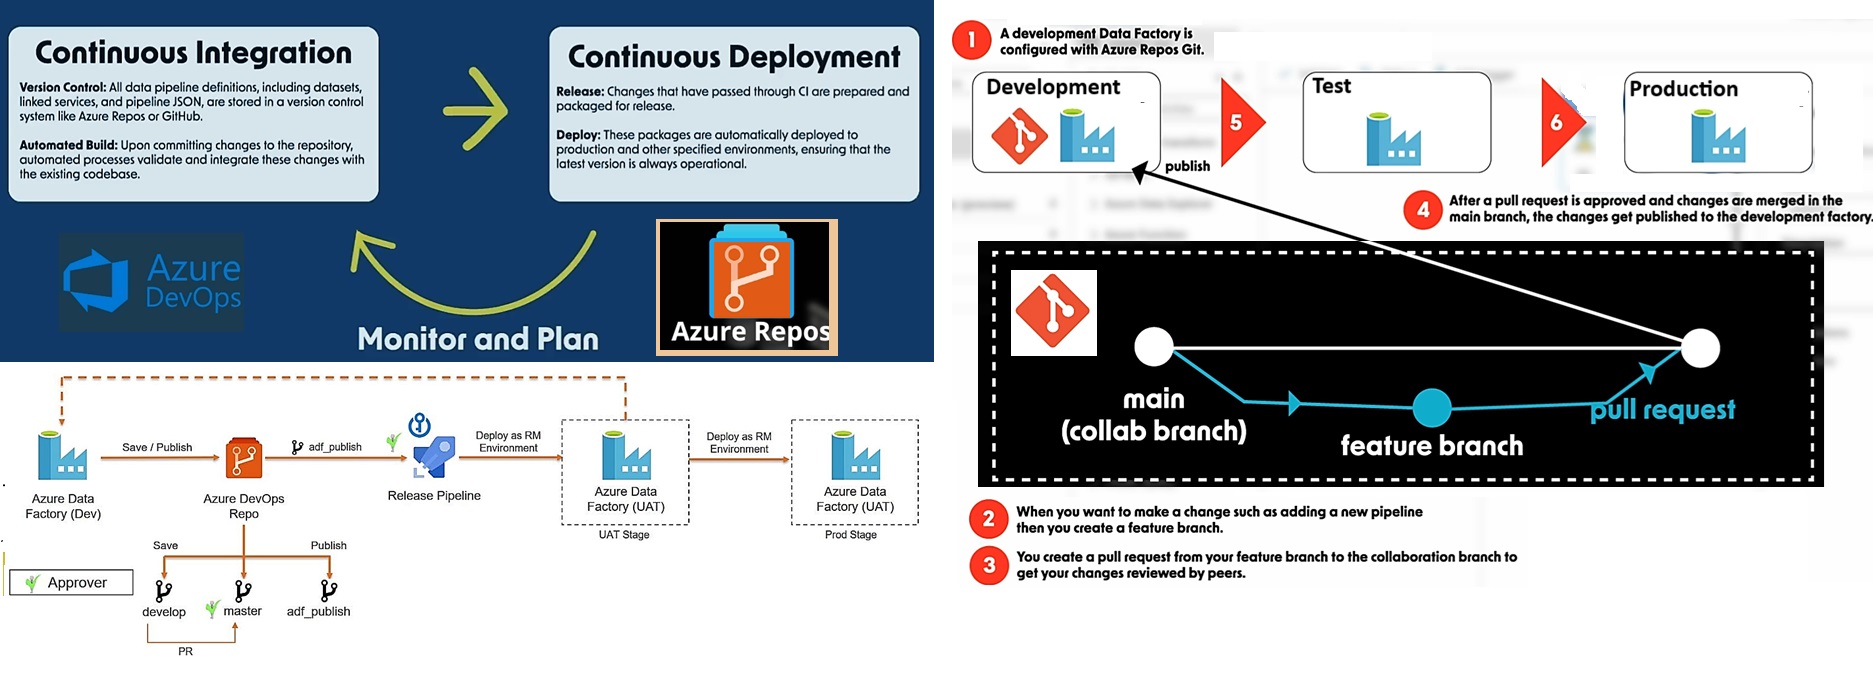 Continuous Integration
Version Control: All data pipeline definitions, including datasets,
linked services, and pipeline JSON, are stored in a version control
system like Azure Repos or GitHub.
Automated Build: Upon committing changes to the repository,
automated processes validate and integrate these changes with
the existing codebase.
Continuous Deployment
Release: Changes that have passed through CI are prepared and
packaged for release.
Deploy: These packages are automatically deployed to
production and other specified environments, ensuring that the
latest version is always operational.
Azure
DevOps
Monitor and Plan
Azure Repos
1
A development Data Factory is
configured with Azure Repos Git.
Development
5
Test
6
Production
publish
4
After a pull request is approved and changes are merged in the
main branch, the changes get published to the development factory.
main
(collab branch)
feature branch
pull request
2
When you want to make a change such as adding a new pipeline
then you create a feature branch.
3
You create a pull request from your feature branch to the collaboration branch to
get your changes reviewed by peers.
Azure Data
Factory (Dev)
Save / Publish
Azure DevOps
Repo
adf_publish
Release Pipeline
Deploy as RM
Environment
Azure Data
Factory (UAT)
UAT Stage
Deploy as RM
Environment
Azure Data
Factory (UAT)
Prod Stage
Save
Publish
Approver
develop
master
adf_publish
PR